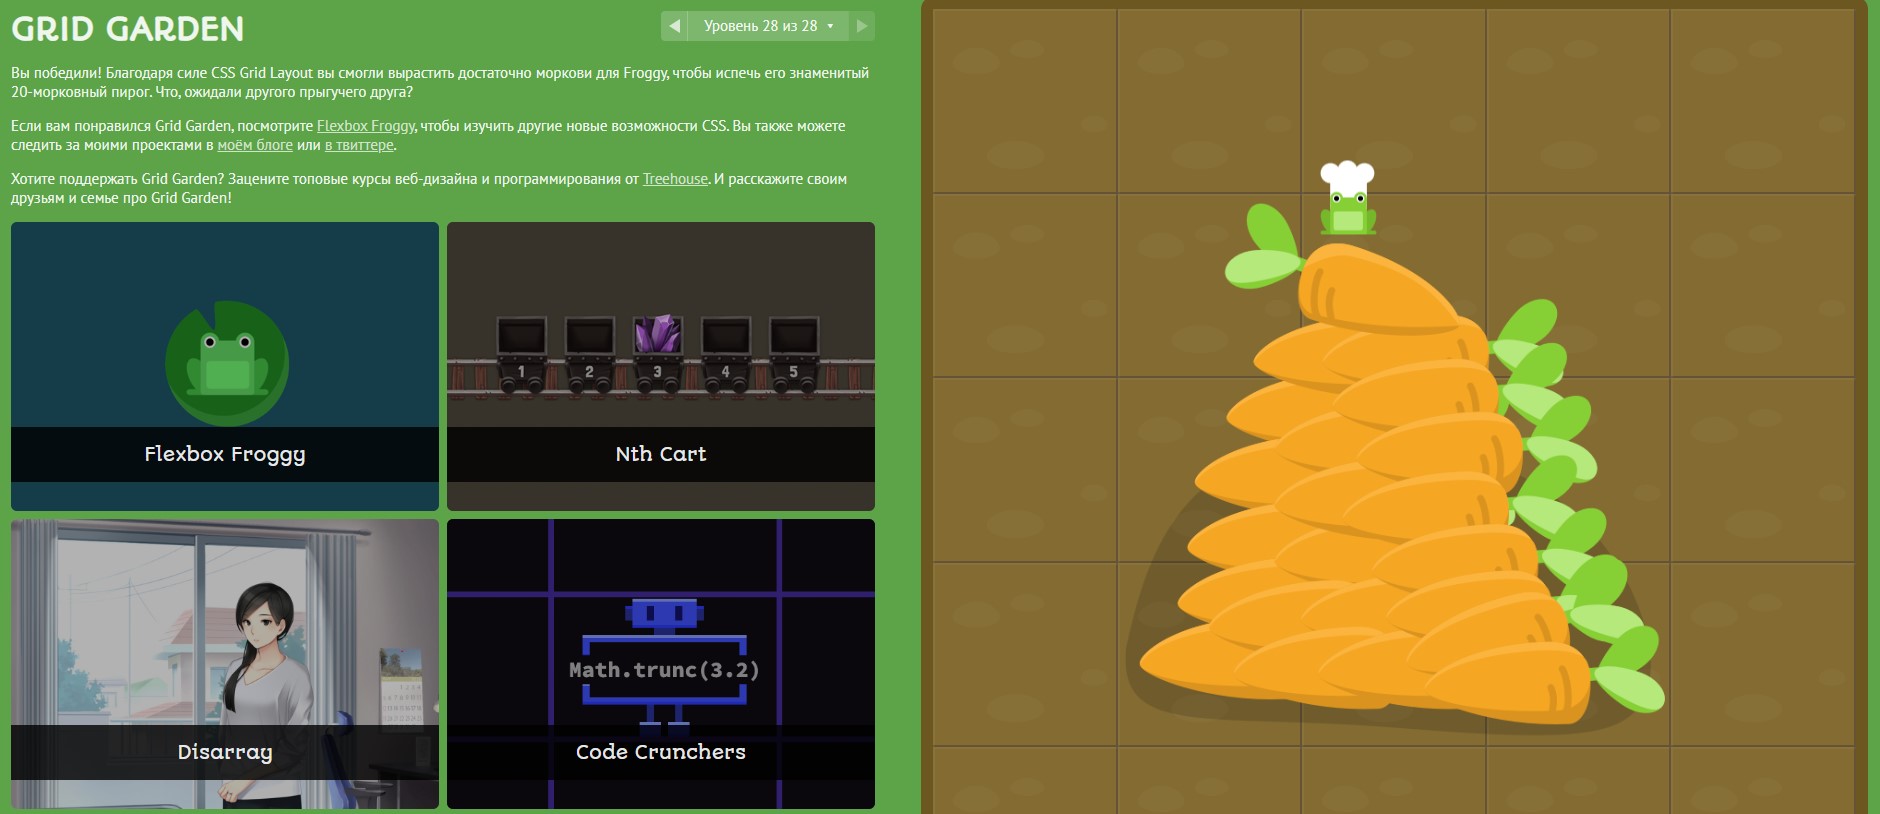 GRID GARDEN
Уровень 28 из 28
Вы победили! Благодаря силе CSS Grid Layout вы смогли вырастить достаточно моркови для Froggy, чтобы испечь его знаменитый
20-морковный пирог. Что, ожидали другого прыгучего друга?
Если вам понравился Grid Garden, посмотрите Flexbox Froggy, чтобы изучить другие новые возможности CSS. Вы также можете
следить за моими проектами в моём блоге или в твиттере.
Хотите поддержать Grid Garden? Зацените топовые курсы веб-дизайна и программирования от Treehouse. И расскажите своим
друзьям и семье про Grid Garden!
Flexbox Froggy
1 2 3 4 5
Nth Cart
Disarray
Math.trunc(3.2)
Code Crunchers